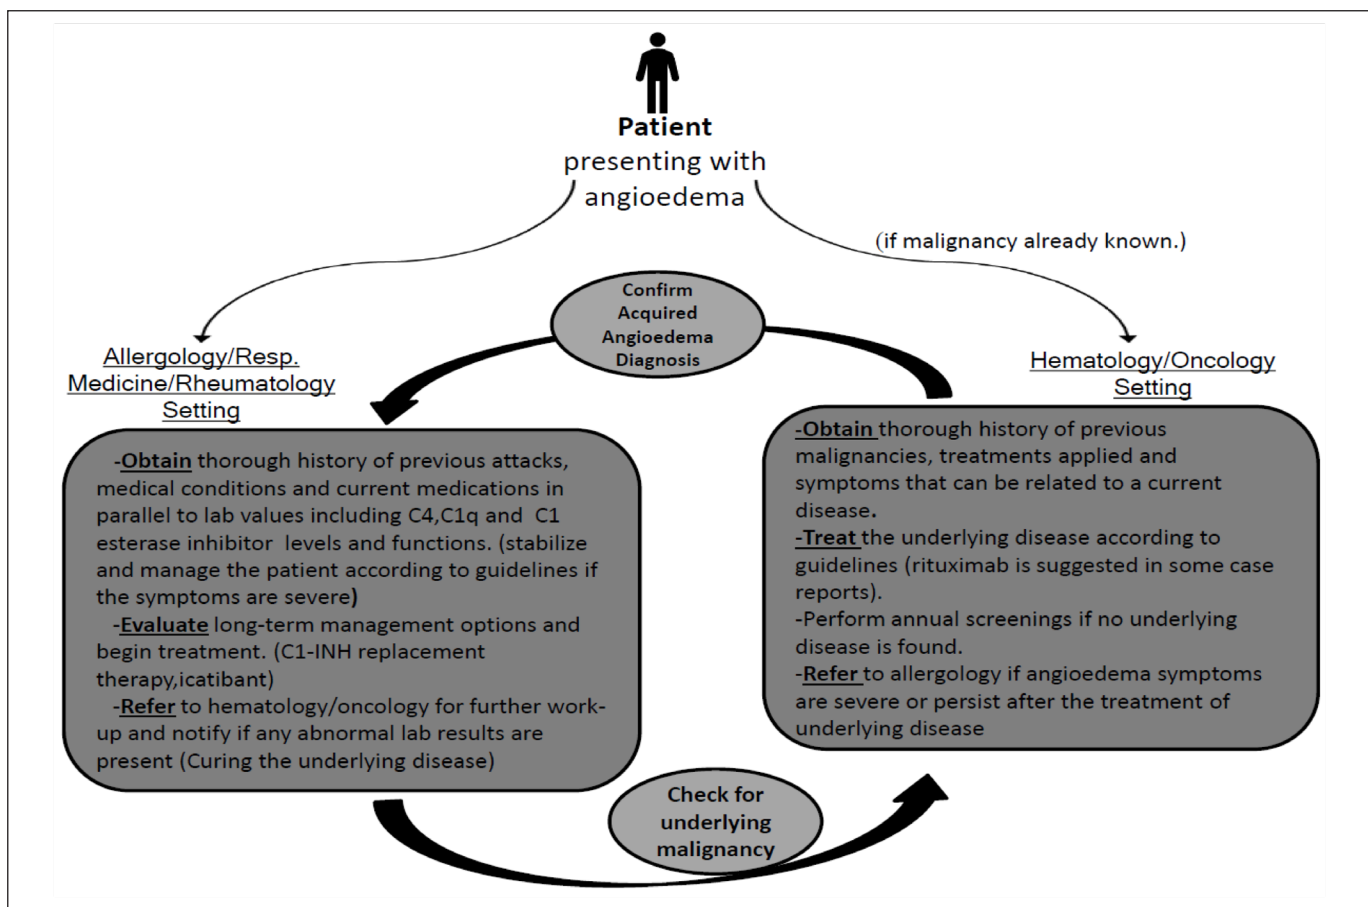 Patient
presenting with
angioedema
(if malignancy already known.)
Confirm
Acquired
Angioedema
Diagnosis
Allergology/Resp.
Medicine/Rheumatology
Setting
Hematology/Oncology
Setting
-Obtain thorough history of previous attacks,
medical conditions and current medications in
parallel to lab values including C4,C1q and C1
esterase inhibitor levels and functions. (stabilize
and manage the patient according to guidelines if
the symptoms are severe)
-Evaluate long-term management options and
begin treatment. (C1-INH replacement
therapy,icatibant)
-Refer to hematology/oncology for further work-
up and notify if any abnormal lab results are
present (Curing the underlying disease)
-Obtain thorough history of previous
malignancies, treatments applied and
symptoms that can be related to a current
disease.
-Treat the underlying disease according to
guidelines (rituximab is suggested in some case
reports).
-Perform annual screenings if no underlying
disease is found.
-Refer to allergology if angioedema symptoms
are severe or persist after the treatment of
underlying disease
Check for
underlying
malignancy